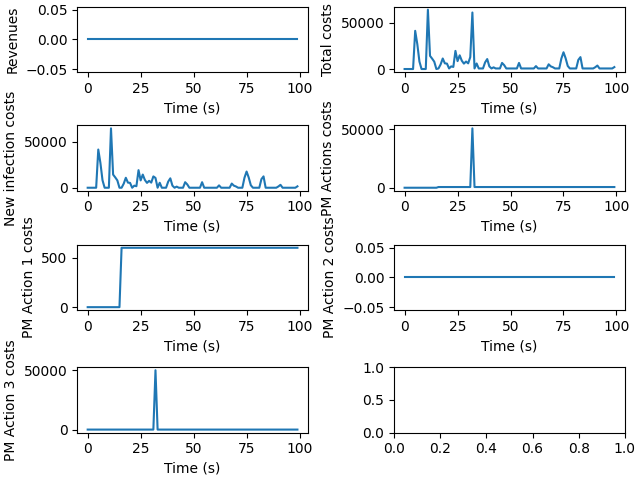 Revenues
0.05
0.00
−0.05
0 25 50 75 100
Time (s)
Total costs
50000
0
0 25 50 75 100
Time (s)
New infection costs
50000
0
0 25 50 75 100
Time (s)
PM Actions costs
50000
0
0 25 50 75 100
Time (s)
PM Action 1 costs
500
0
0 25 50 75 100
Time (s)
PM Action 2 costs
0.05
0.00
−0.05
0 25 50 75 100
Time (s)
PM Action 3 costs
50000
0
0 25 50 75 100
Time (s)
1.0
0.5
0.0
0.0 0.2 0.4 0.6 0.8 1.0